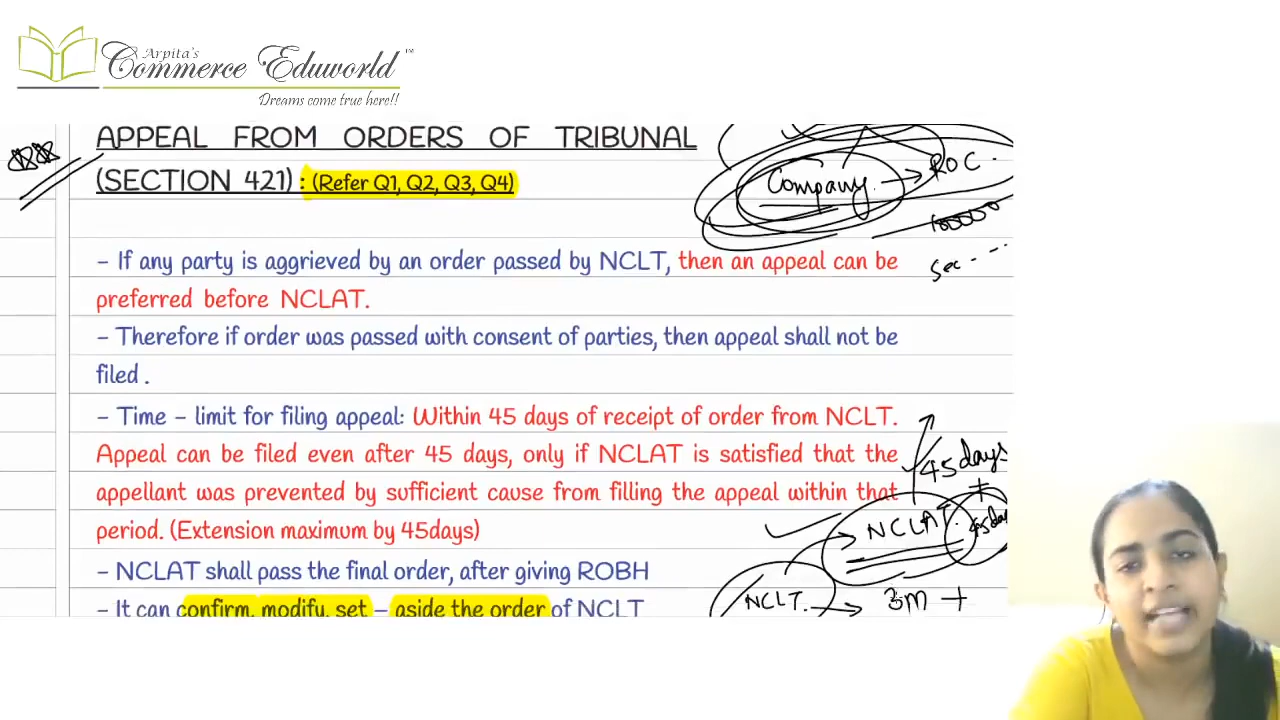 Arpita's
Commerce Eduworld™
Dreams come true here!!
APPEAL FROM ORDERS OF TRIBUNAL
(SECTION 421) : (Refer Q1, Q2, Q3, Q4)
Company → ROC.
100000
Sec - -
- If any party is aggrieved by an order passed by NCLT, then an appeal can be
preferred before NCLAT.
- Therefore if order was passed with consent of parties, then appeal shall not be
filed .
- Time - limit for filing appeal: Within 45 days of receipt of order from NCLT.
Appeal can be filed even after 45 days, only if NCLAT is satisfied that the
appellant was prevented by sufficient cause from filling the appeal within that
period. (Extension maximum by 45days)
45 days
+
NCLAT. 45 day
- NCLAT shall pass the final order, after giving ROBH
- It can confirm, modify, set - aside the order of NCLT
NCLT. → 3M +